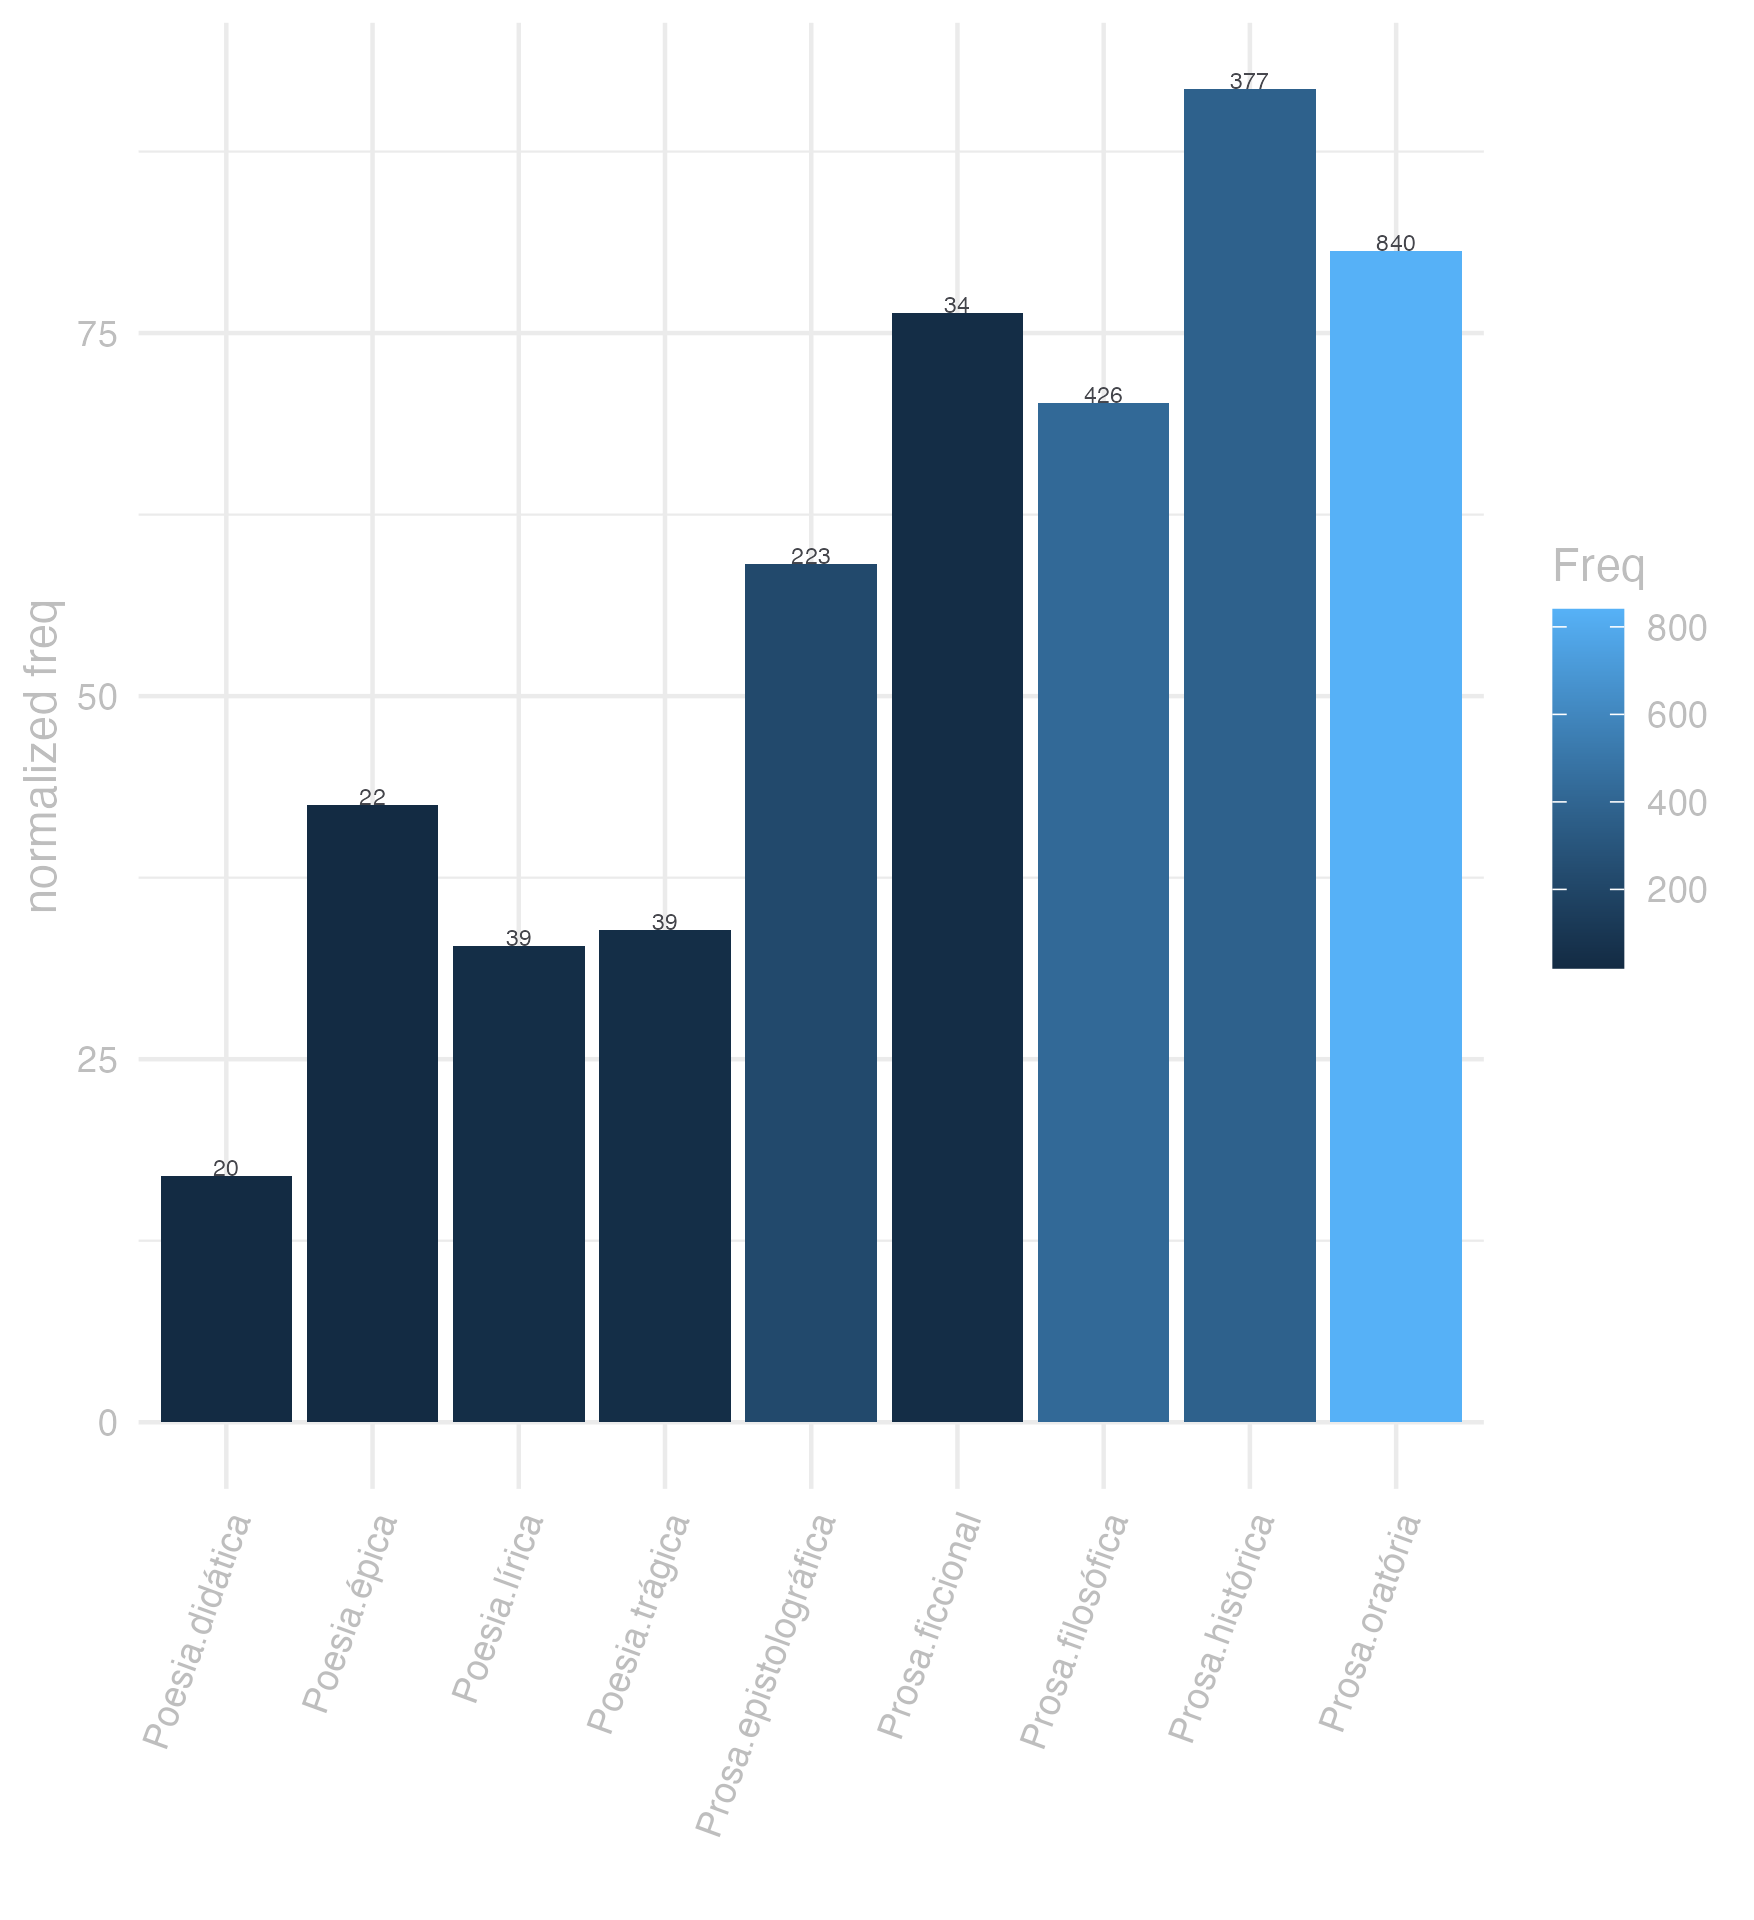 normalized freq
75
50
25
0
20
22
39
39
223
34
426
377
840
Poesia.didática
Poesia.épica
Poesia.lírica
Poesia.trágica
Prosa.epistolográfica
Prosa.ficcional
Prosa.filosófica
Prosa.histórica
Prosa.oratória
Freq
800
600
400
200